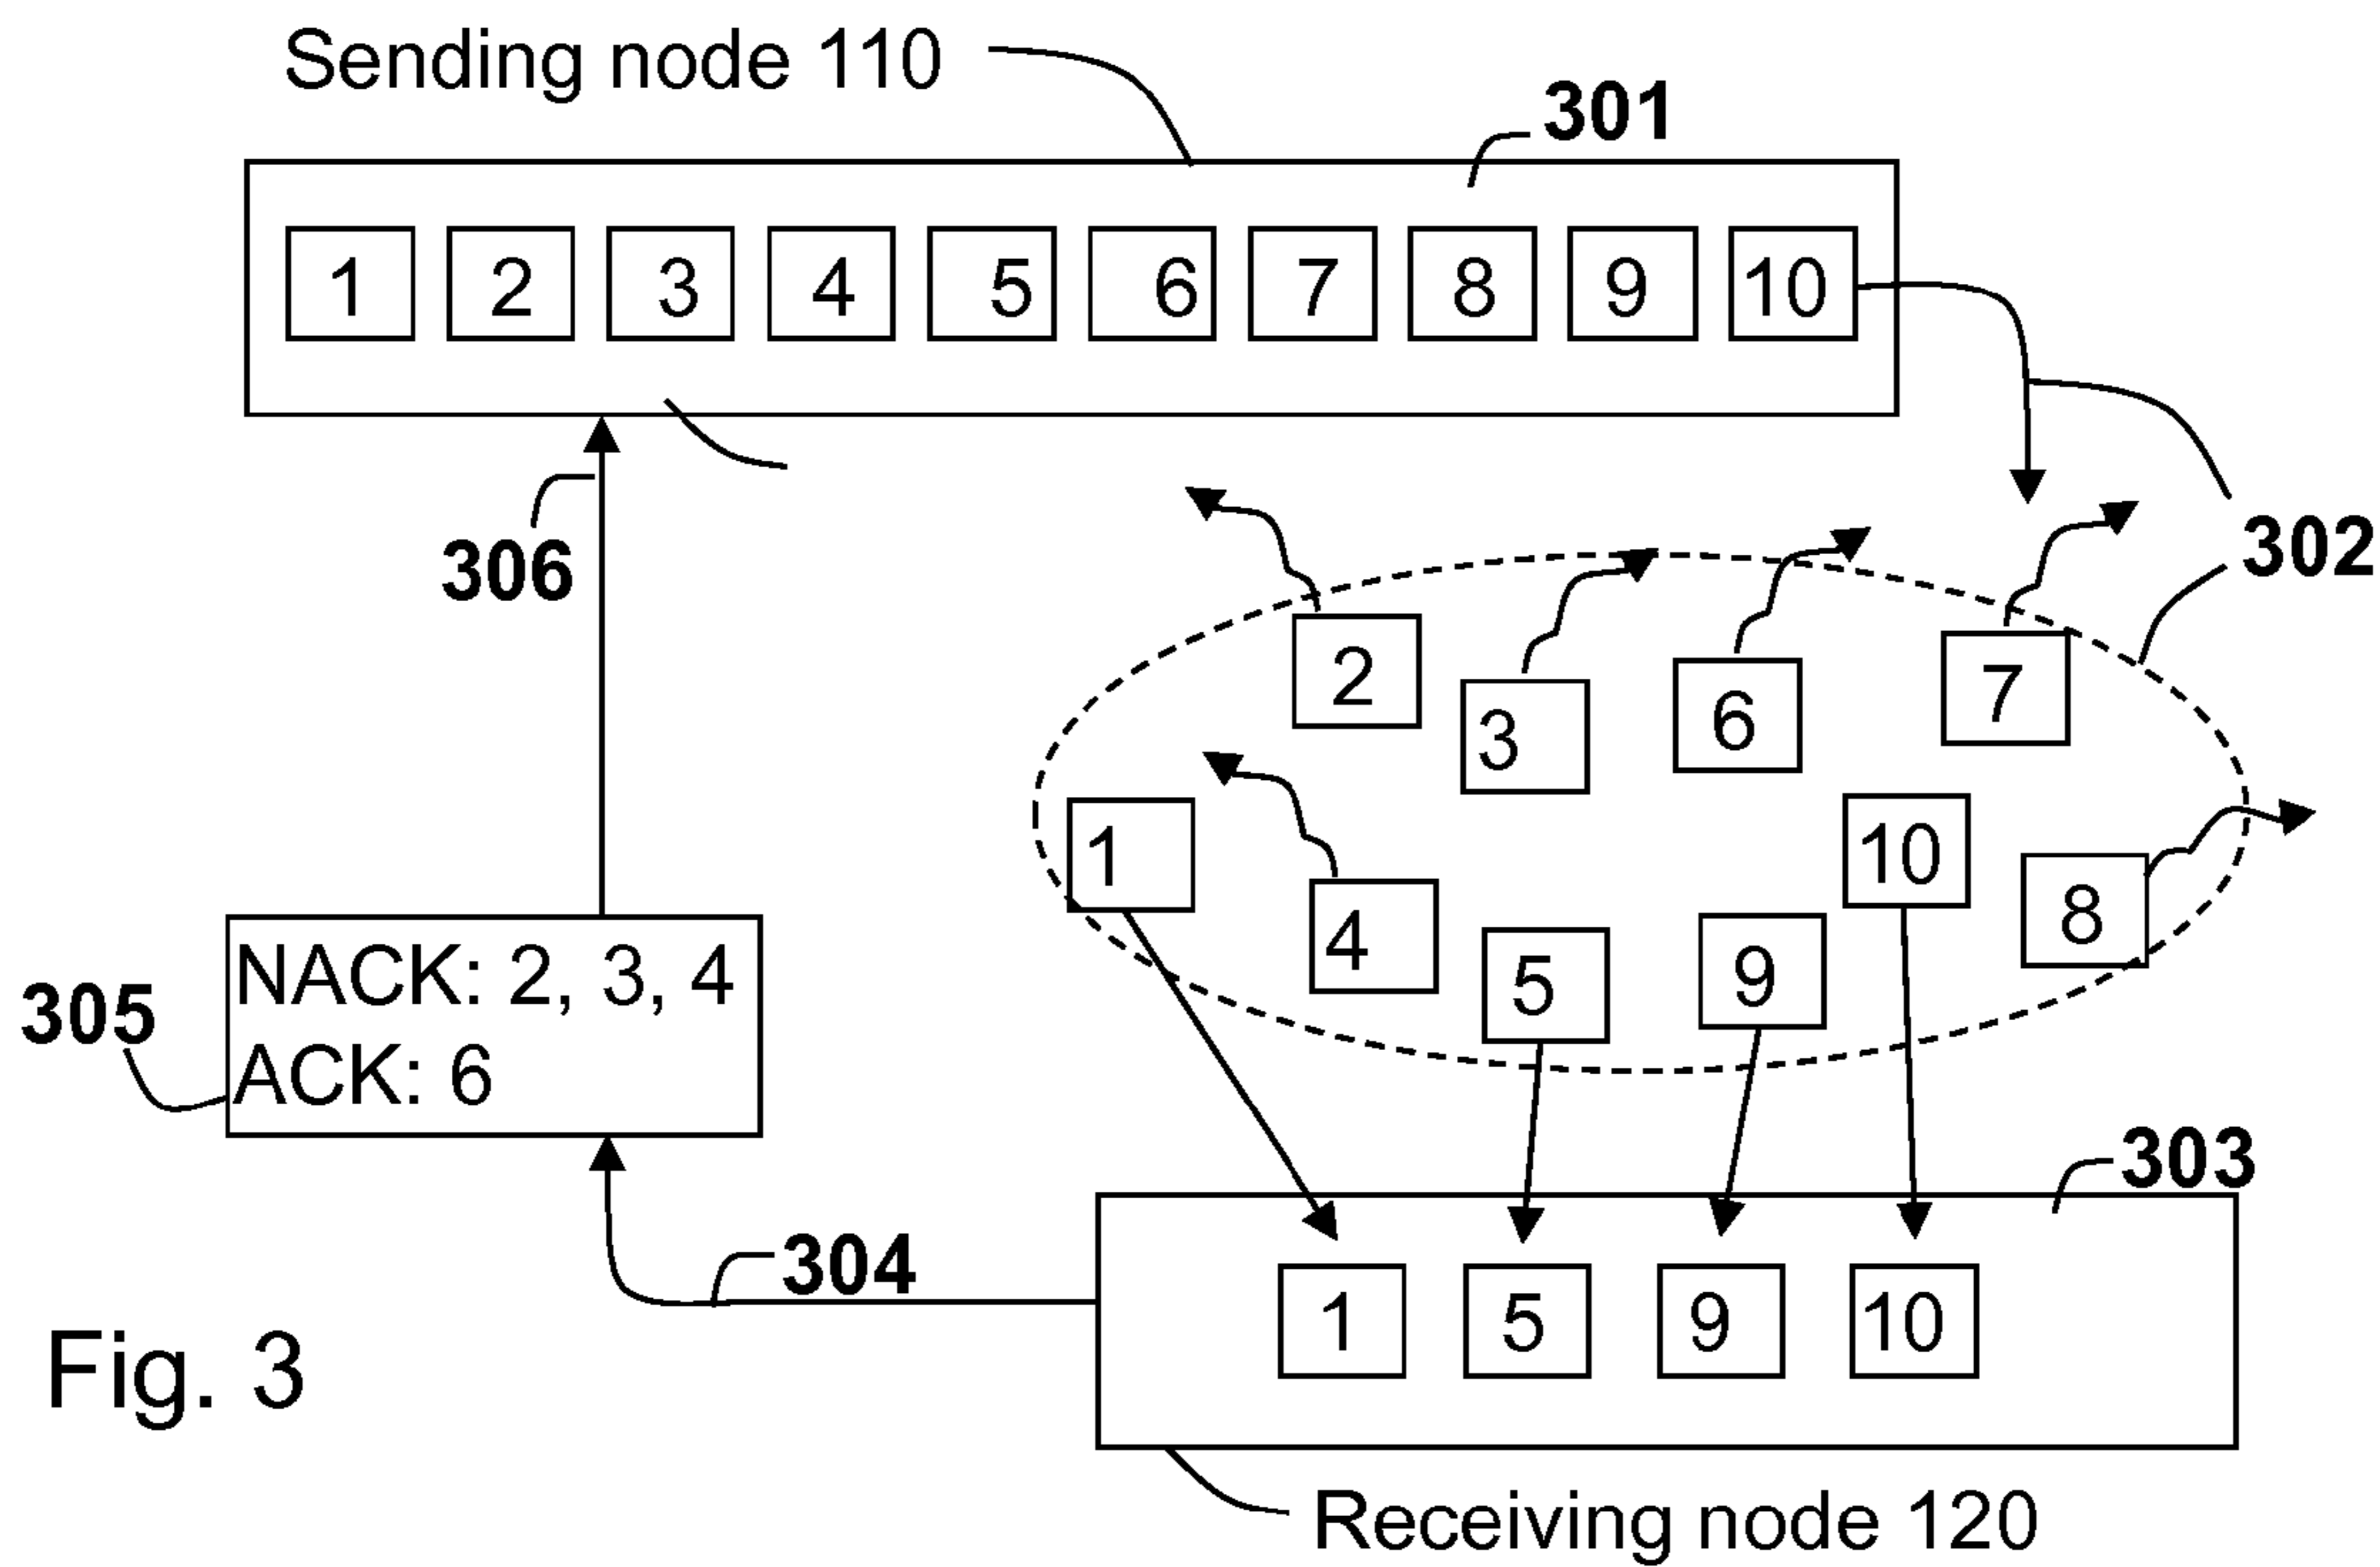 Sending node 110
301
1 2 3 4 5 6 7 8 9 10
306
302
2 3 6 7
1 4 5 9 10 8
NACK: 2, 3, 4
ACK: 6
305
303
304
1 5 9 10
Fig. 3
Receiving node 120